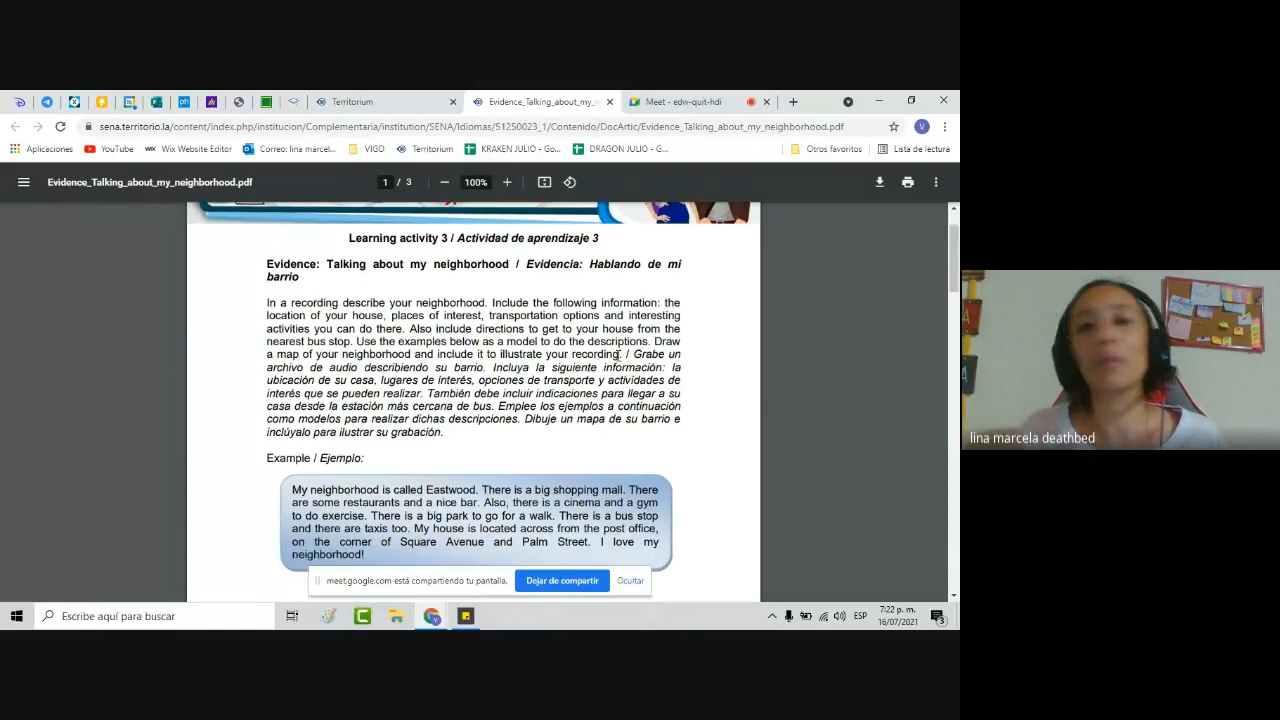 Territorium
Evidence_Talking_about_my_n
Meet - edw-quit-hdi
sena.territorio.la/content/index.php/institucion/Complementaria/institution/SENA/Idiomas/51250023_1/Contenido/DocArtic/Evidence_Talking_about_my_neighborhood.pdf
V
Aplicaciones
YouTube
Wix Website Editor
Correo: lina marcel...
VIGO
Territorium
KRAKEN JULIO - Go...
DRAGON JULIO - G...
Otros favoritos
Lista de lectura
Evidence_Talking_about_my_neighborhood.pdf
1 / 3
100%
Learning activity 3 / Actividad de aprendizaje 3
Evidence: Talking about my neighborhood / Evidencia: Hablando de mi
barrio
In a recording describe your neighborhood. Include the following information: the
location of your house, places of interest, transportation options and interesting
activities you can do there. Also include directions to get to your house from the
nearest bus stop. Use the examples below as a model to do the descriptions. Draw
a map of your neighborhood and include it to illustrate your recording. / Grabe un
archivo de audio describiendo su barrio. Incluya la siguiente información: la
ubicación de su casa, lugares de interés, opciones de transporte y actividades de
interés que se pueden realizar. También debe incluir indicaciones para llegar a su
casa desde la estación más cercana de bus. Emplee los ejemplos a continuación
como modelos para realizar dichas descripciones. Dibuje un mapa de su barrio e
inclúyalo para ilustrar su grabación.
Example / Ejemplo:
My neighborhood is called Eastwood. There is a big shopping mall. There
are some restaurants and a nice bar. Also, there is a cinema and a gym
to do exercise. There is a big park to go for a walk. There is a bus stop
and there are taxis too. My house is located across from the post office,
on the corner of Square Avenue and Palm Street. I love my
neighborhood!
meet.google.com está compartiendo tu pantalla.
Dejar de compartir
Ocultar
lina marcela deathbed
Escribe aquí para buscar
ESP
7:22 p. m.
16/07/2021
3